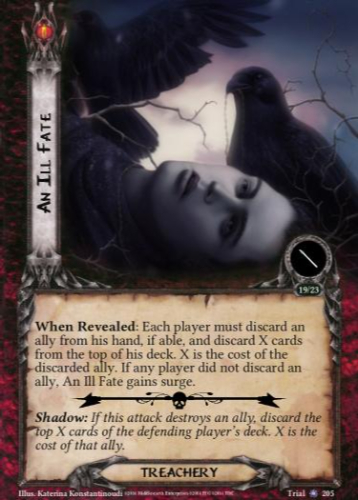 An Ill Fate
19/23
When Revealed: Each player must discard an
ally from his hand, if able, and discard X cards
from the top of his deck. X is the cost of the
discarded ally. If any player did not discard an
ally, An Ill Fate gains surge.
Shadow: If this attack destroys an ally, discard the
top X cards of the defending player's deck. X is the
cost of that ally.
TREACHERY
Illus. Katerina Konstantinoudi
Trial 205